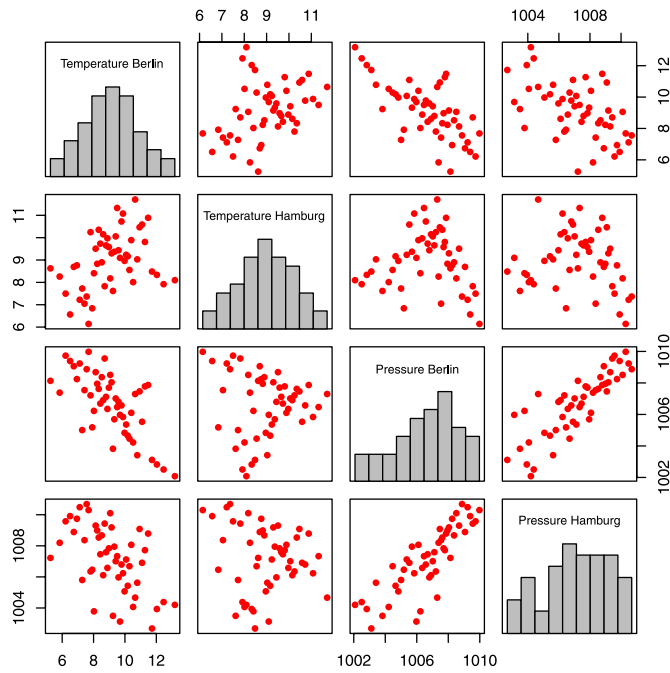 6 7 8 9 11
1004 1008
Temperature Berlin
6 8 10 12
6 7 8 9 11
Temperature Hamburg
Pressure Berlin
1002 1006 1010
1004 1008
Pressure Hamburg
6 8 10 12
1002 1006 1010